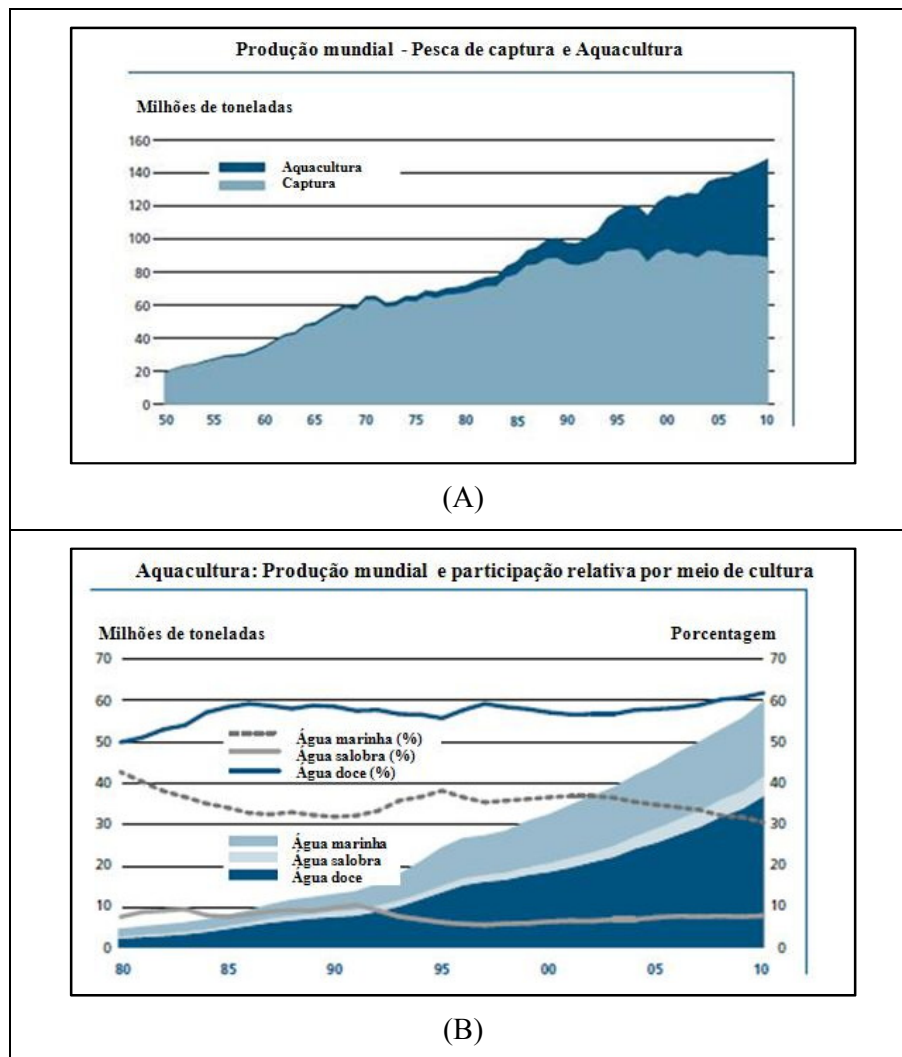 Produção mundial - Pesca de captura e Aquacultura
Milhões de toneladas
160
140
120
100
80
60
40
20
0
Aquacultura
Captura
50 55 60 65 70 75 80 85 90 95 00 05 10
(A)
Aquacultura: Produção mundial e participação relativa por meio de cultura
Milhões de toneladas Porcentagem
70 70
60 60
50 50
40 40
30 30
20 20
10 10
0 0
Água marinha (%)
Água salobra (%)
Água doce (%)
Água marinha
Água salobra
Água doce
80 85 90 95 00 05 10
(B)